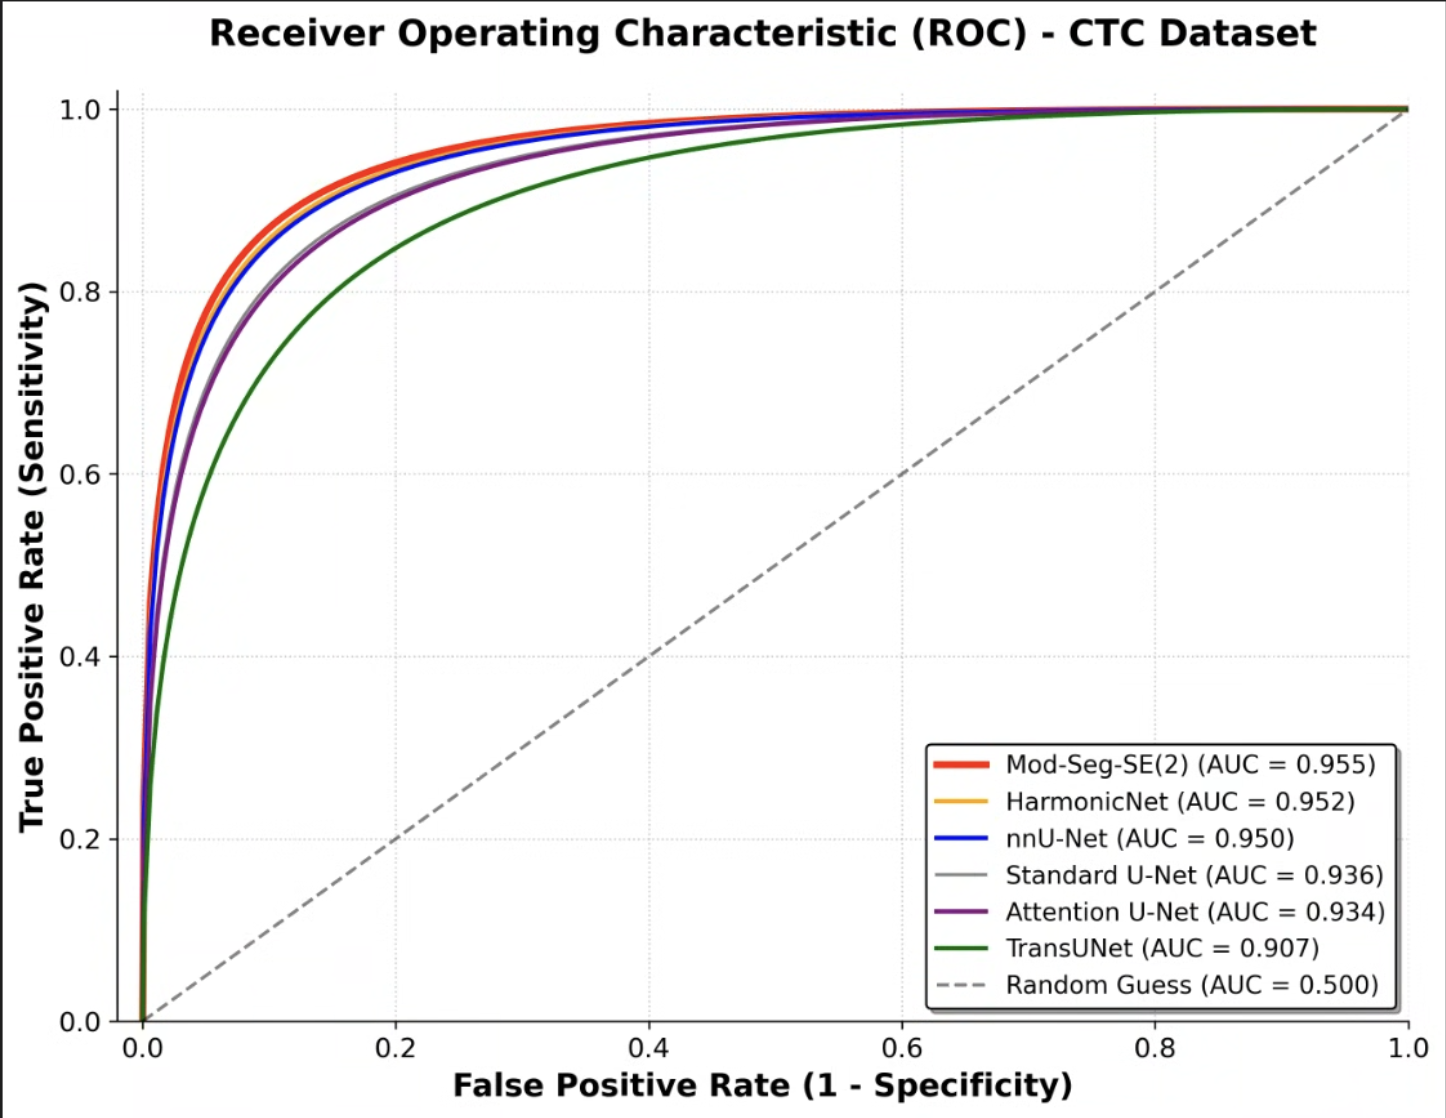 Receiver Operating Characteristic (ROC) - CTC Dataset
True Positive Rate (Sensitivity)
1.0
0.8
0.6
0.4
0.2
0.0
Mod-Seg-SE(2) (AUC = 0.955)
HarmonicNet (AUC = 0.952)
nnU-Net (AUC = 0.950)
Standard U-Net (AUC = 0.936)
Attention U-Net (AUC = 0.934)
TransUNet (AUC = 0.907)
Random Guess (AUC = 0.500)
0.0 0.2 0.4 0.6 0.8 1.0
False Positive Rate (1 - Specificity)